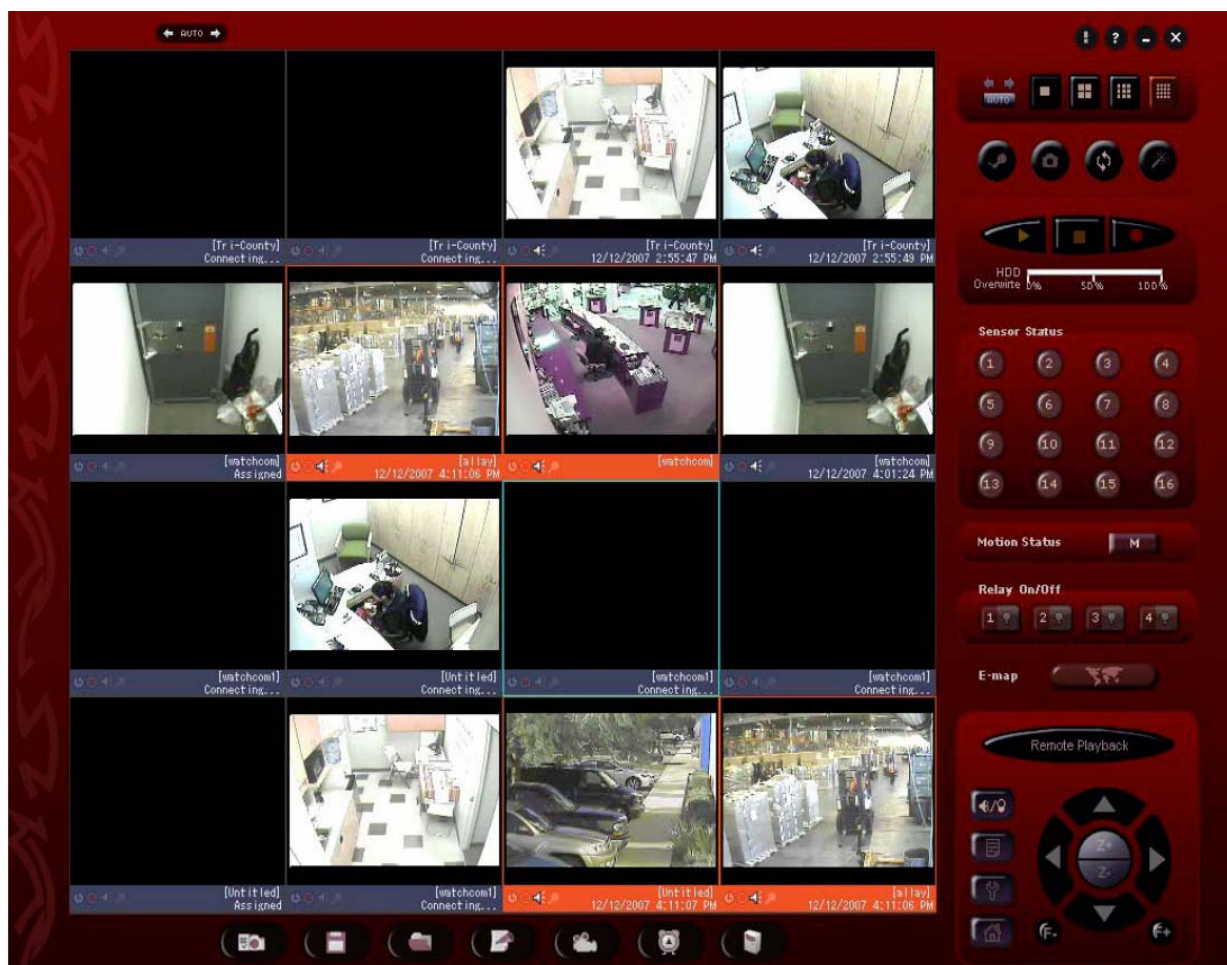 AUTO
! ?
AUTO
[Tri-County]
Connecting...
[Tri-County]
Connecting...
[Tri-County]
12/12/2007 2:55:47 PM
[Tri-County]
12/12/2007 2:55:49 PM
HDD
Overwirte 0% 50% 100%
[watchcom]
Assigned
[allay]
12/12/2007 4:11:06 PM
[watchcom]
[watchcom]
12/12/2007 4:01:24 PM
Sensor Status
1 2 3 4
5 6 7 8
9 10 11 12
13 14 15 16
Motion Status M
Relay On/Off
1 2 3 4
E-map
[watchcom1]
Connecting...
[Untitled]
Connecting...
[watchcom1]
Connecting...
[watchcom1]
Connecting...
Remote Playback
Z+
Z-
F- F+
[Untitled]
Assigned
[watchcom1]
Connecting...
[Untitled]
12/12/2007 4:11:07 PM
[allay]
12/12/2007 4:11:06 PM